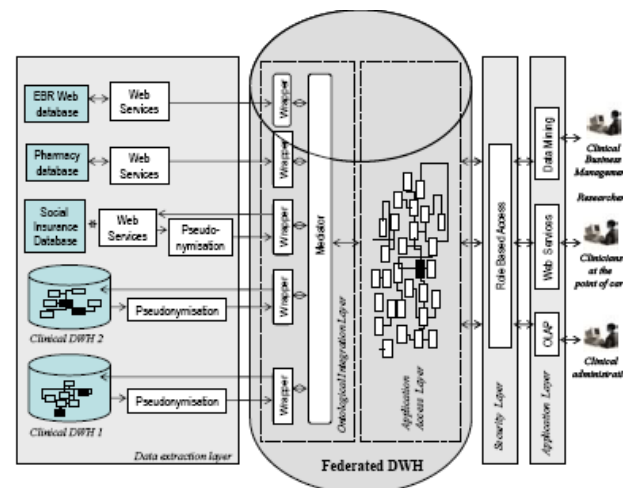 EBR Web
database
Web
Services
Pharmacy
database
Web
Services
Social
Insurance
Database
Web
Services
Pseudo-
nymisation
Clinical DWH 2
Pseudonymisation
Clinical DWH 1
Pseudonymisation
Data extraction layer
Wrapper
Wrapper
Wrapper
Wrapper
Wrapper
Mediator
Ontological Integration Layer
Application
Access Layer
Federated DWH
Role Based Access
Security Layer
Data Mining
Web Services
OLAP
Application Layer
Clinical
Business
Manageme
Researcher
Clinicians
at the
point of car
Clinical
administrati